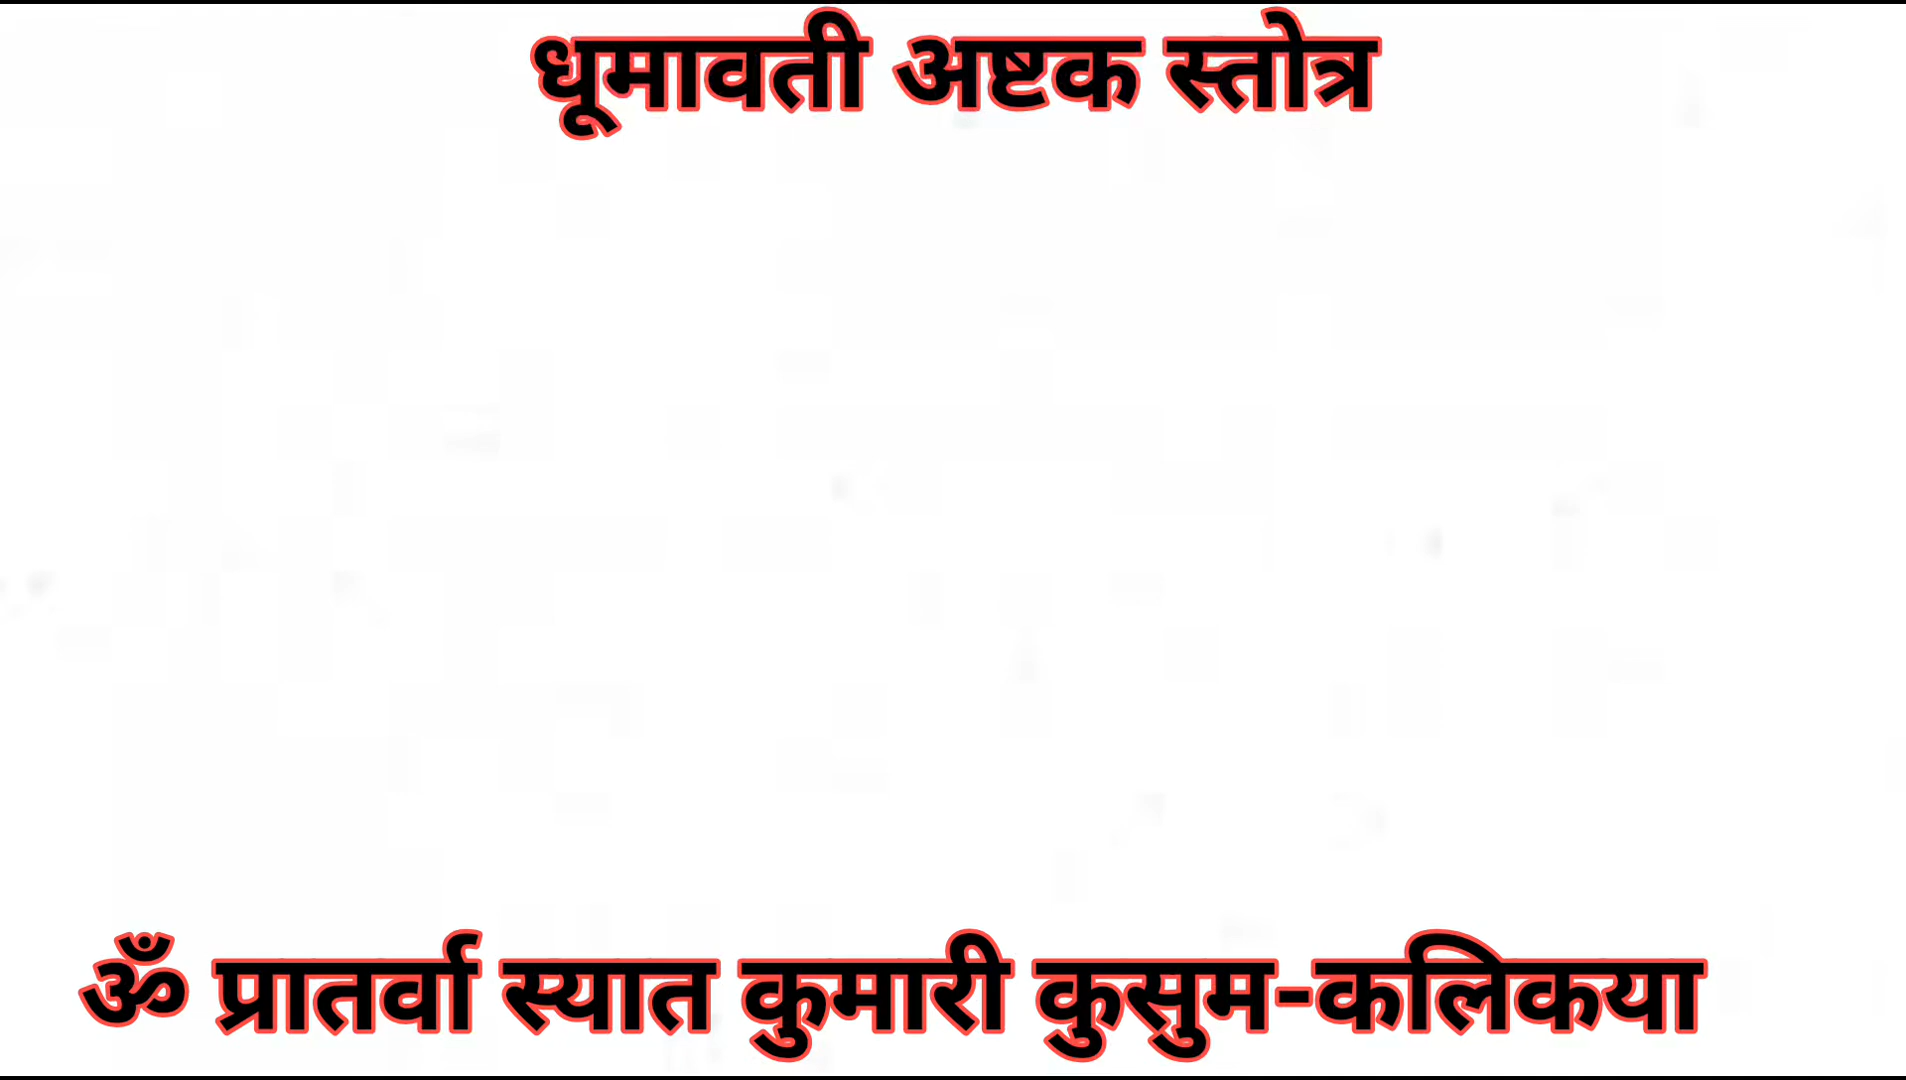 धूमावती अष्टक स्तोत्र
ॐ प्रातर्वा स्यात कुमारी कुसुम-कलिकया